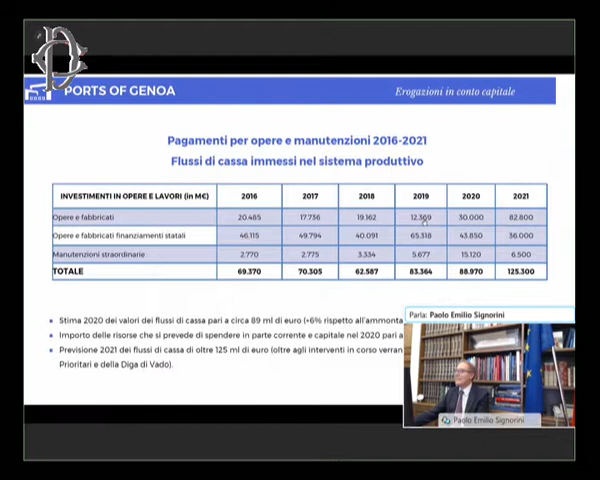 PORTS OF GENOA
Erogazioni in conto capitale
Pagamenti per opere e manutenzioni 2016-2021
Flussi di cassa immessi nel sistema produttivo
INVESTIMENTI IN OPERE E LAVORI (in M€) 2016 2017 2018 2019 2020 2021
Opere e fabbricati 20.485 17.736 19.162 12.369 30.000 82.800
Opere e fabbricati finanziamenti statali 46.115 49.794 40.091 65.318 43.850 36.000
Manutenzioni straordinarie 2.770 2.775 3.334 5.677 15.120 6.500
TOTALE 69.370 70.305 62.587 83.364 88.970 125.300
Stima 2020 dei valori dei flussi di cassa pari a circa 89 ml di euro (+6% rispetto all'ammonta
Importo delle risorse che si prevede di spendere in parte corrente e capitale nel 2020 pari a
Previsione 2021 dei flussi di cassa di oltre 125 ml di euro (oltre agli interventi in corso verran
Prioritari e della Diga di Vado).
Parla: Paolo Emilio Signorini
Paolo Emilio Signorini